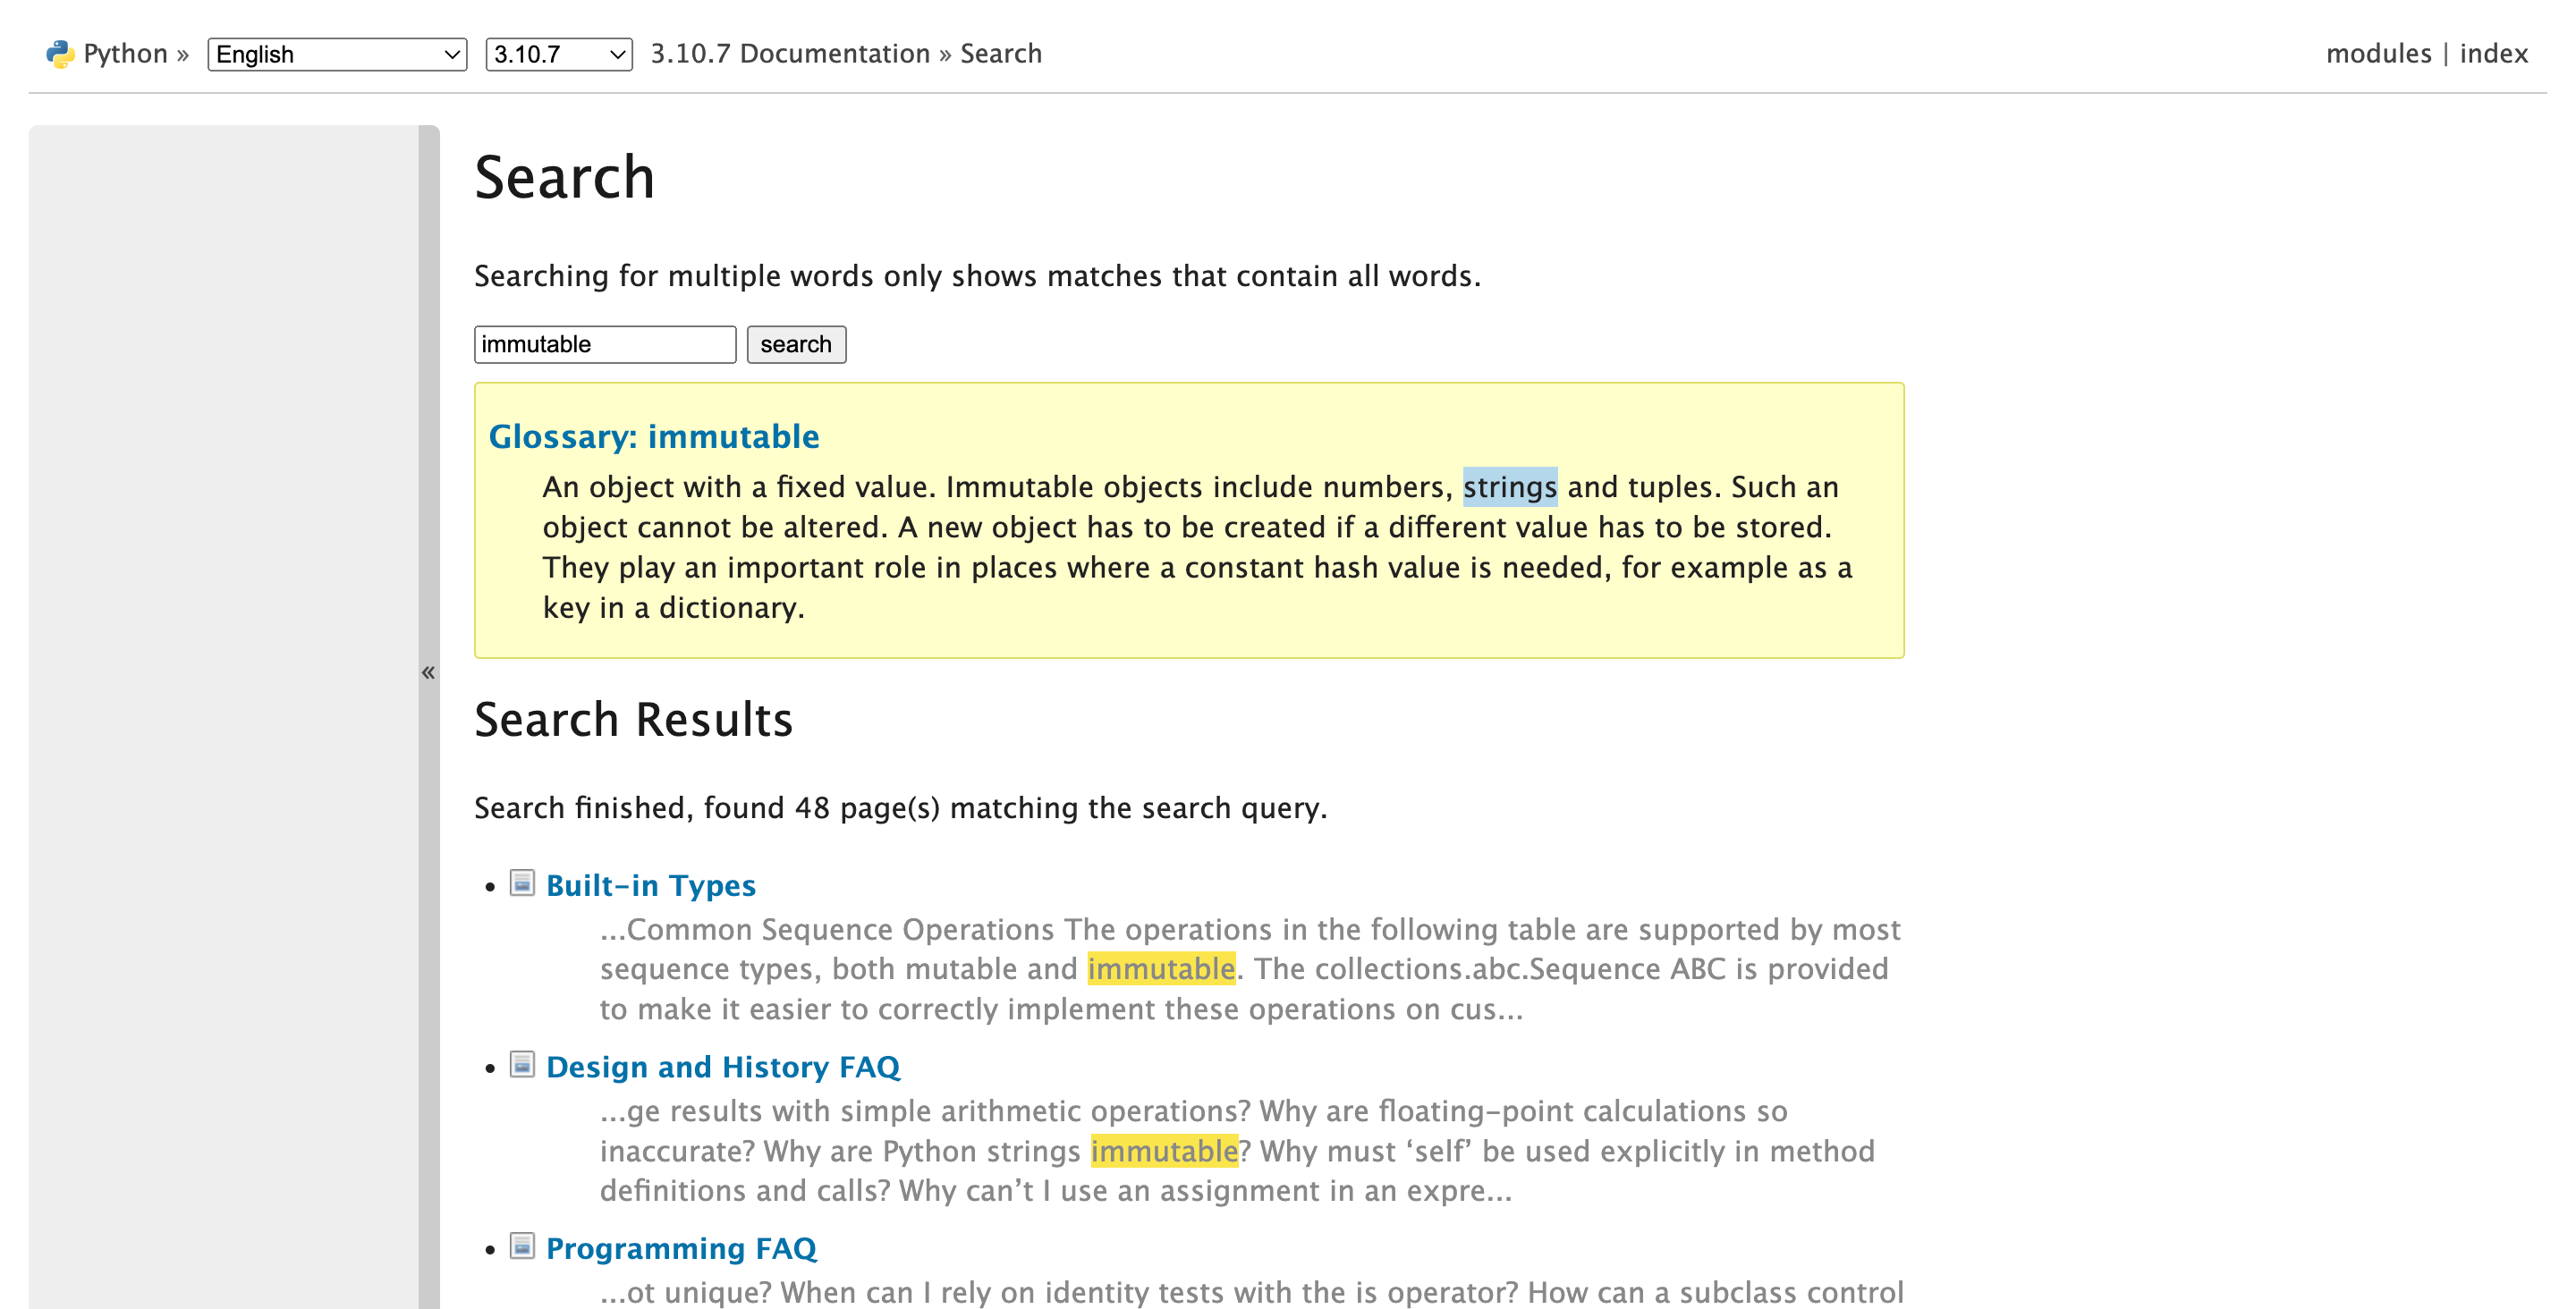 Python » English 3.10.7 3.10.7 Documentation » Search modules | index
Search
Searching for multiple words only shows matches that contain all words.
immutable search
Glossary: immutable
An object with a fixed value. Immutable objects include numbers, strings and tuples. Such an
object cannot be altered. A new object has to be created if a different value has to be stored.
They play an important role in places where a constant hash value is needed, for example as a
key in a dictionary.
«
Search Results
Search finished, found 48 page(s) matching the search query.
• Built-in Types
...Common Sequence Operations The operations in the following table are supported by most
sequence types, both mutable and immutable. The collections.abc.Sequence ABC is provided
to make it easier to correctly implement these operations on cus...
• Design and History FAQ
...ge results with simple arithmetic operations? Why are floating-point calculations so
inaccurate? Why are Python strings immutable? Why must ‘self’ be used explicitly in method
definitions and calls? Why can’t I use an assignment in an expre...
• Programming FAQ
...ot unique? When can I rely on identity tests with the is operator? How can a subclass control